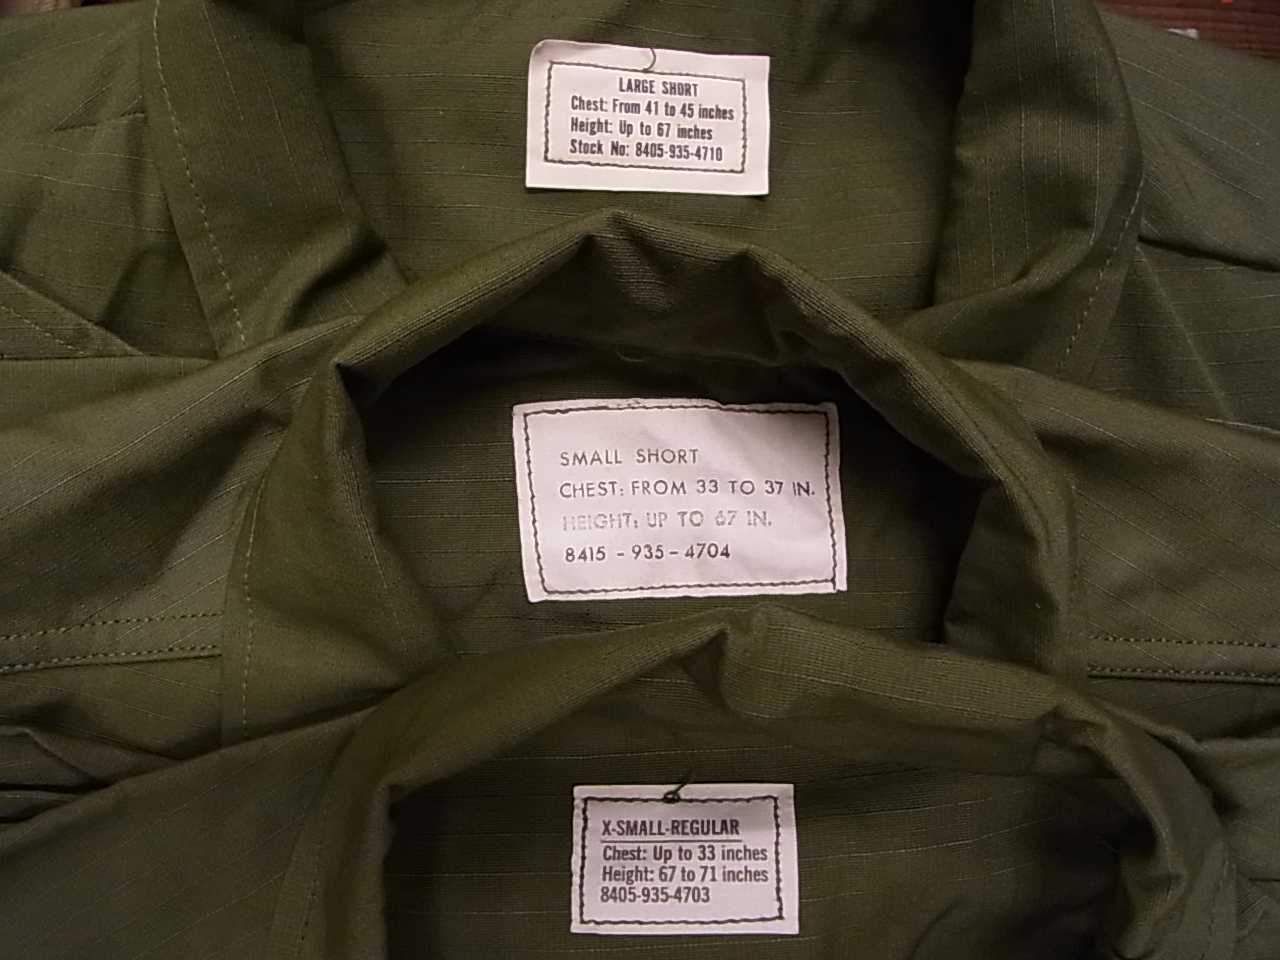 LARGE SHORT
Chest: From 41 to 45 inches
Height: Up to 67 inches
Stock No: 8405-935-4710
SMALL SHORT
CHEST: FROM 33 TO 37 IN.
HEIGHT: UP TO 67 IN.
8415 - 935 - 4704
X-SMALL-REGULAR
Chest: Up to 33 inches
Height: 67 to 71 inches
8405-935-4703